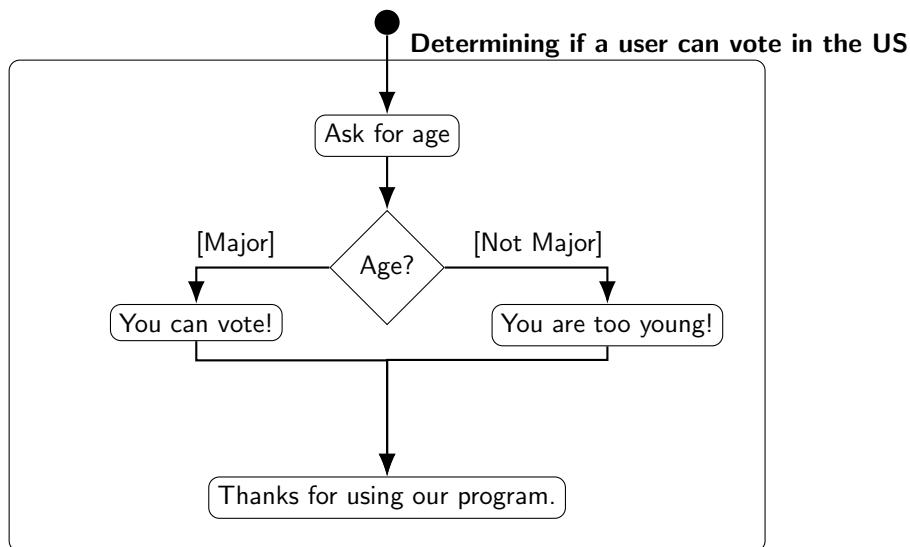 Determining if a user can vote in the US
Ask for age
[Major]
[Not Major]
Age?
You can vote!
You are too young!
Thanks for using our program.